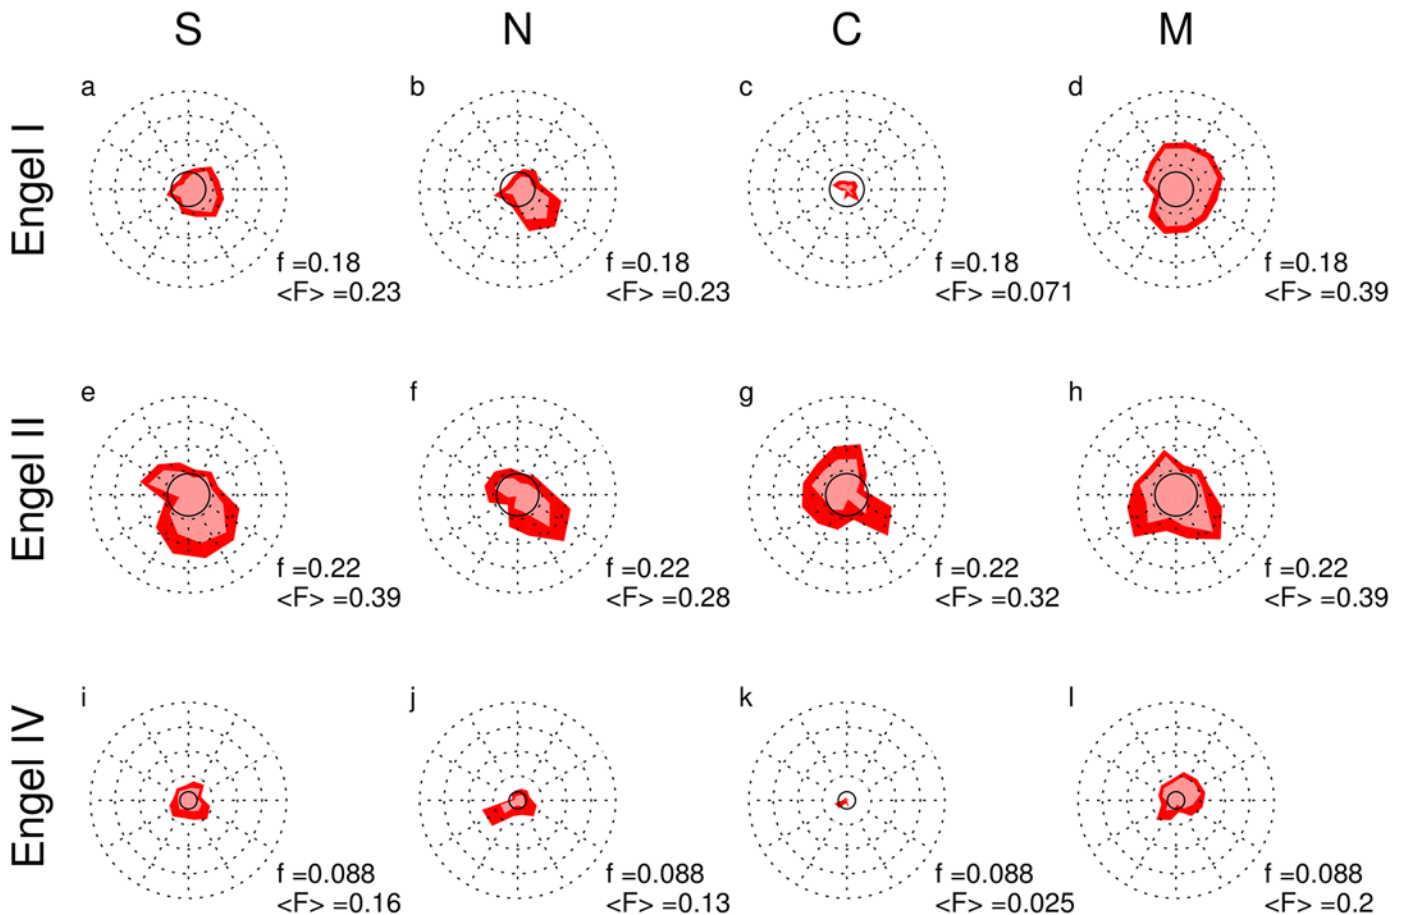 S N C M
Engel I
a b c d
f =0.18 f =0.18 f =0.18 f =0.18
<F> =0.23 <F> =0.23 <F> =0.071 <F> =0.39
Engel II
e f g h
f =0.22 f =0.22 f =0.22 f =0.22
<F> =0.39 <F> =0.28 <F> =0.32 <F> =0.39
Engel IV
i j k l
f =0.088 f =0.088 f =0.088 f =0.088
<F> =0.16 <F> =0.13 <F> =0.025 <F> =0.2